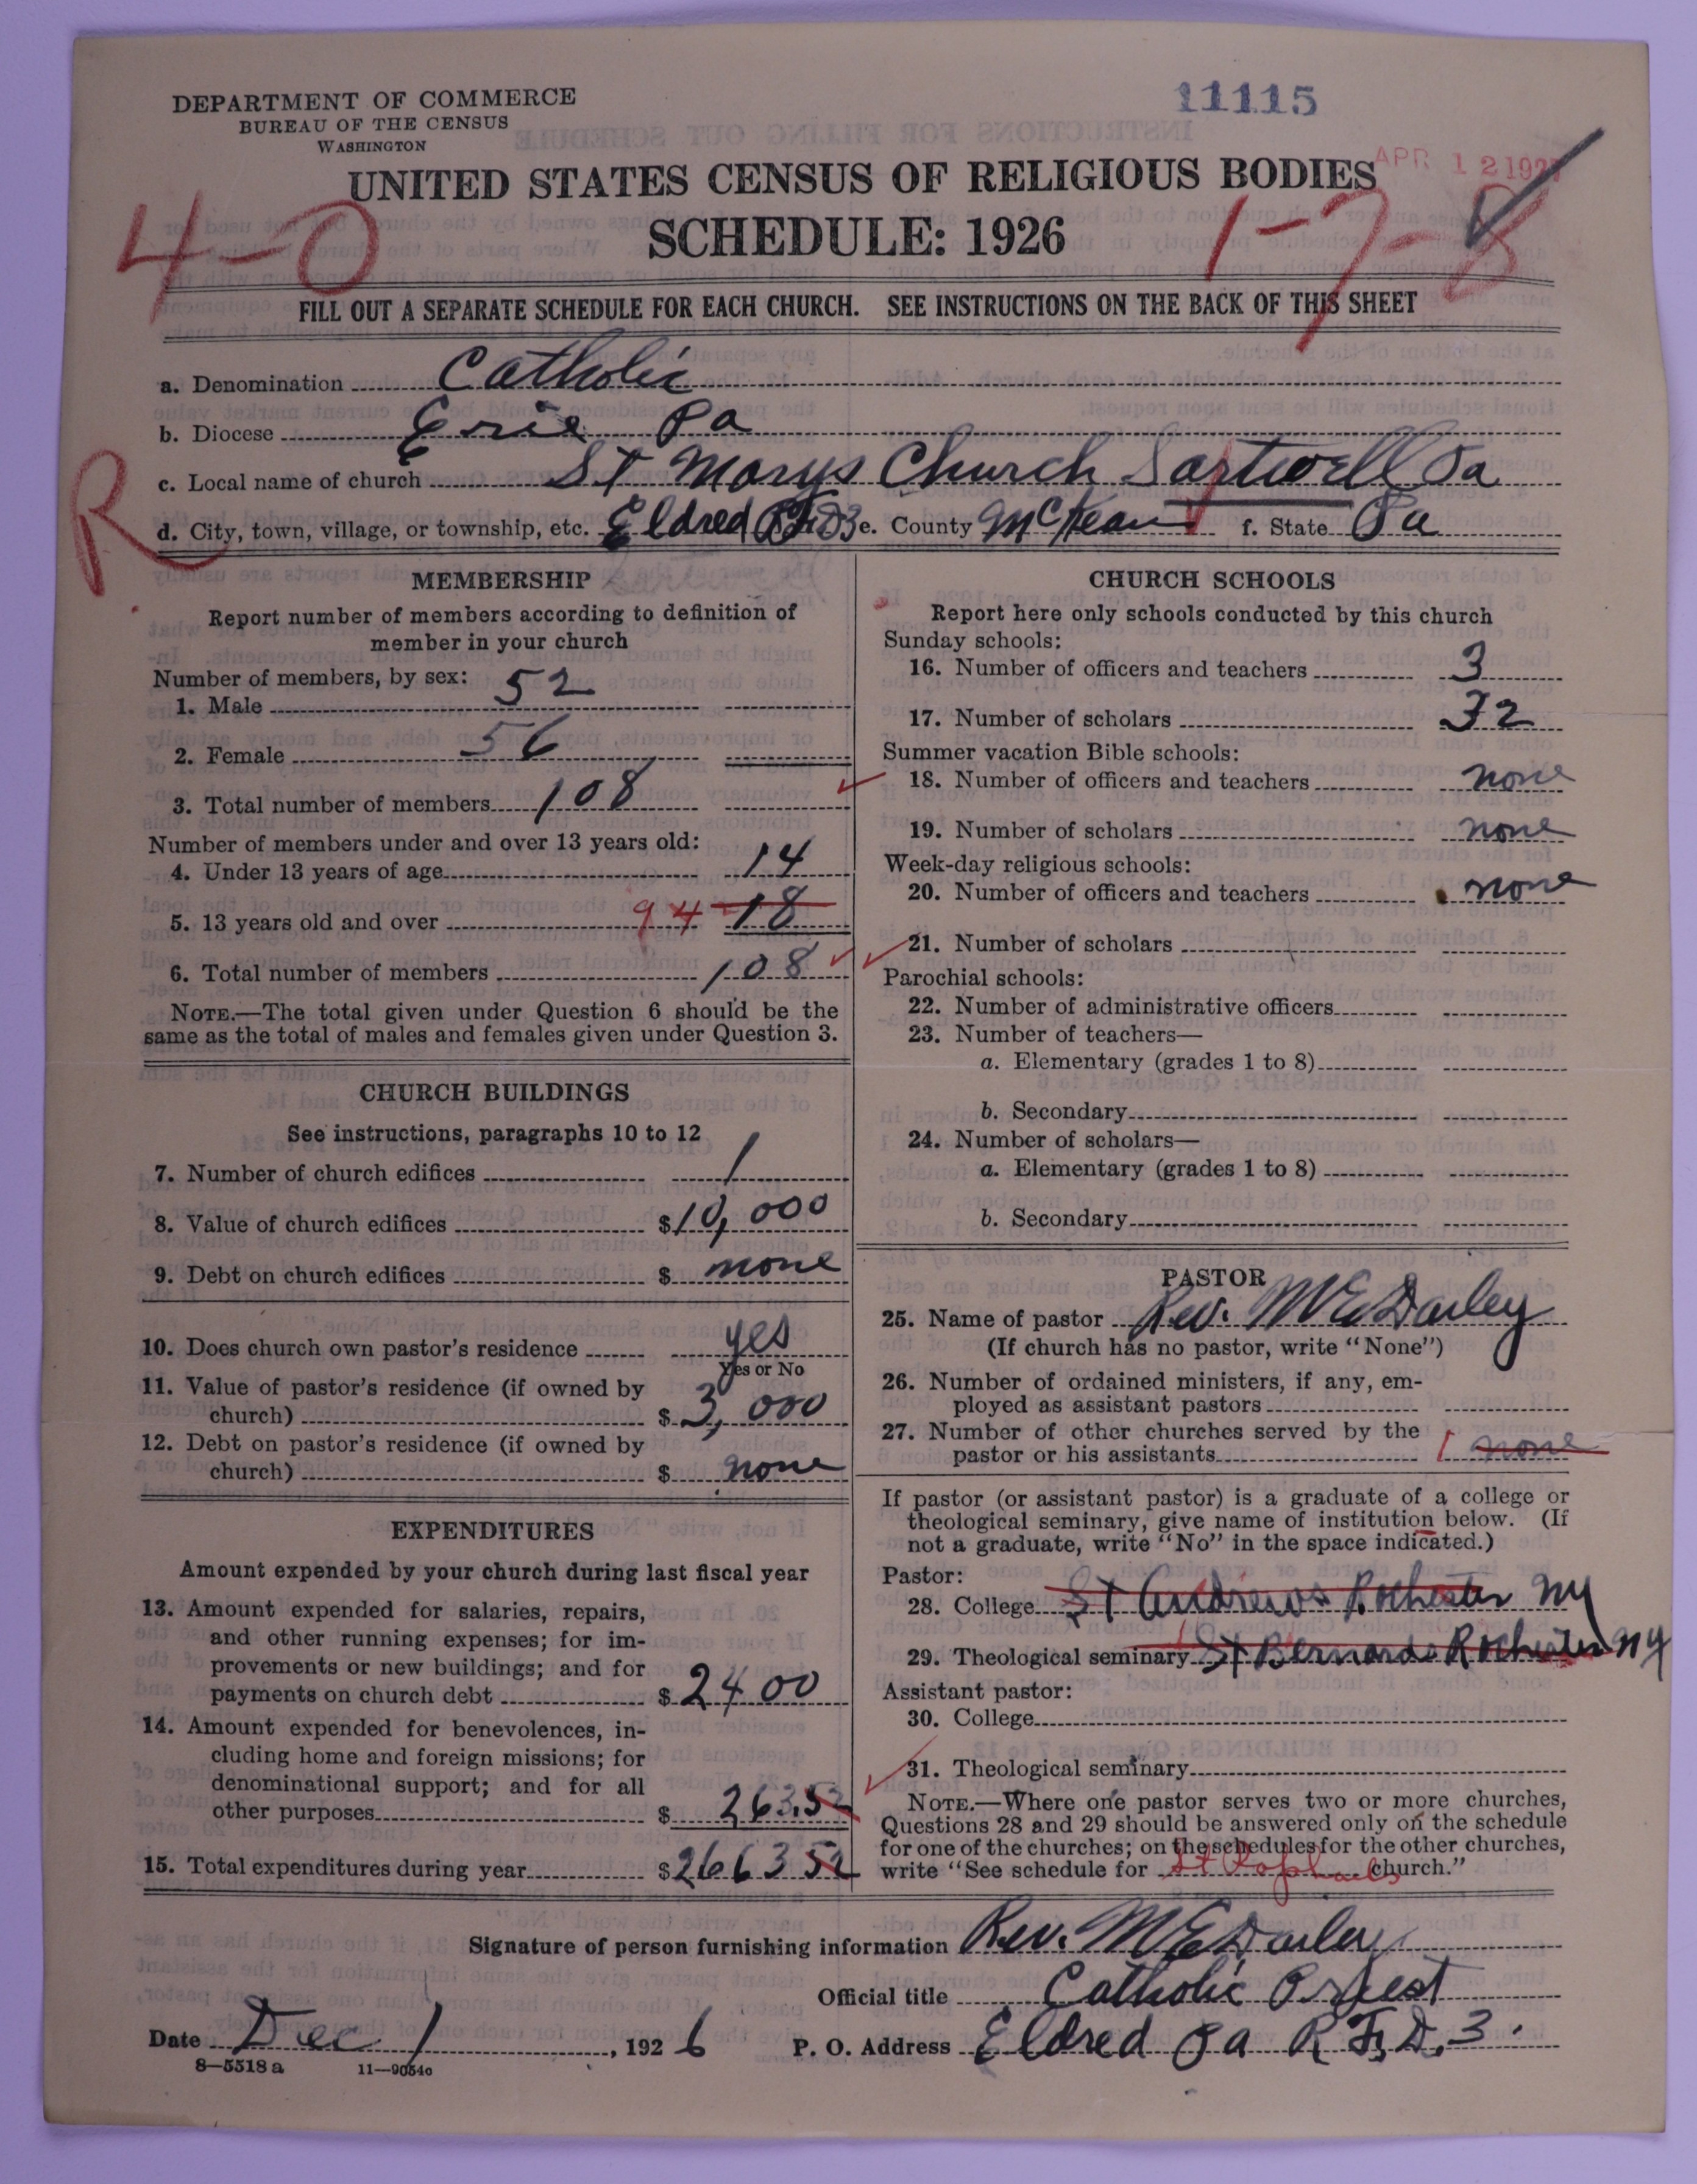 DEPARTMENT OF COMMERCE
BUREAU OF THE CENSUS
WASHINGTON
11115
APR 12 1927
UNITED STATES CENSUS OF RELIGIOUS BODIES
SCHEDULE: 1926
4-0
1-7-8
FILL OUT A SEPARATE SCHEDULE FOR EACH CHURCH. SEE INSTRUCTIONS ON THE BACK OF THIS SHEET
a. Denomination Catholic
b. Diocese Erie Pa
R
c. Local name of church St Marys Church Sartwell Pa
d. City, town, village, or township, etc. Eldred RFD3 e. County McKean f. State Pa
MEMBERSHIP
Report number of members according to definition of
member in your church
Number of members, by sex:
1. Male 52
2. Female 56
3. Total number of members 108
Number of members under and over 13 years old:
4. Under 13 years of age 14
5. 13 years old and over 94 18
6. Total number of members 108
NOTE.—The total given under Question 6 should be the
same as the total of males and females given under Question 3.
CHURCH BUILDINGS
See instructions, paragraphs 10 to 12
7. Number of church edifices 1
8. Value of church edifices $10,000
9. Debt on church edifices $ none
10. Does church own pastor's residence yes
Yes or No
11. Value of pastor's residence (if owned by
church) $ 3,000
12. Debt on pastor's residence (if owned by
church) $ none
EXPENDITURES
Amount expended by your church during last fiscal year
13. Amount expended for salaries, repairs,
and other running expenses; for im-
provements or new buildings; and for
payments on church debt $ 2400
14. Amount expended for benevolences, in-
cluding home and foreign missions; for
denominational support; and for all
other purposes $ 263.52
15. Total expenditures during year $2663 52
CHURCH SCHOOLS
Report here only schools conducted by this church
Sunday schools:
16. Number of officers and teachers 3
17. Number of scholars 32
Summer vacation Bible schools:
18. Number of officers and teachers none
19. Number of scholars none
Week-day religious schools:
20. Number of officers and teachers none
21. Number of scholars
Parochial schools:
22. Number of administrative officers
23. Number of teachers—
a. Elementary (grades 1 to 8)
b. Secondary
24. Number of scholars—
a. Elementary (grades 1 to 8)
b. Secondary
PASTOR
25. Name of pastor Rev. M E Dailey
(If church has no pastor, write "None")
26. Number of ordained ministers, if any, em-
ployed as assistant pastors
27. Number of other churches served by the
pastor or his assistants 1 none
If pastor (or assistant pastor) is a graduate of a college or
theological seminary, give name of institution below. (If
not a graduate, write "No" in the space indicated.)
Pastor:
28. College St Andrews Rochester NY
29. Theological seminary St Bernards Rochester NY
Assistant pastor:
30. College
31. Theological seminary
NOTE.—Where one pastor serves two or more churches,
Questions 28 and 29 should be answered only on the schedule
for one of the churches; on the schedules for the other churches,
write "See schedule for St Raphaels church."
Signature of person furnishing information Rev. M E Dailey
Official title Catholic Priest
Date Dec 1, 1926 P. O. Address Eldred Pa R.F.D. 3.
8—5518 a 11—9054o